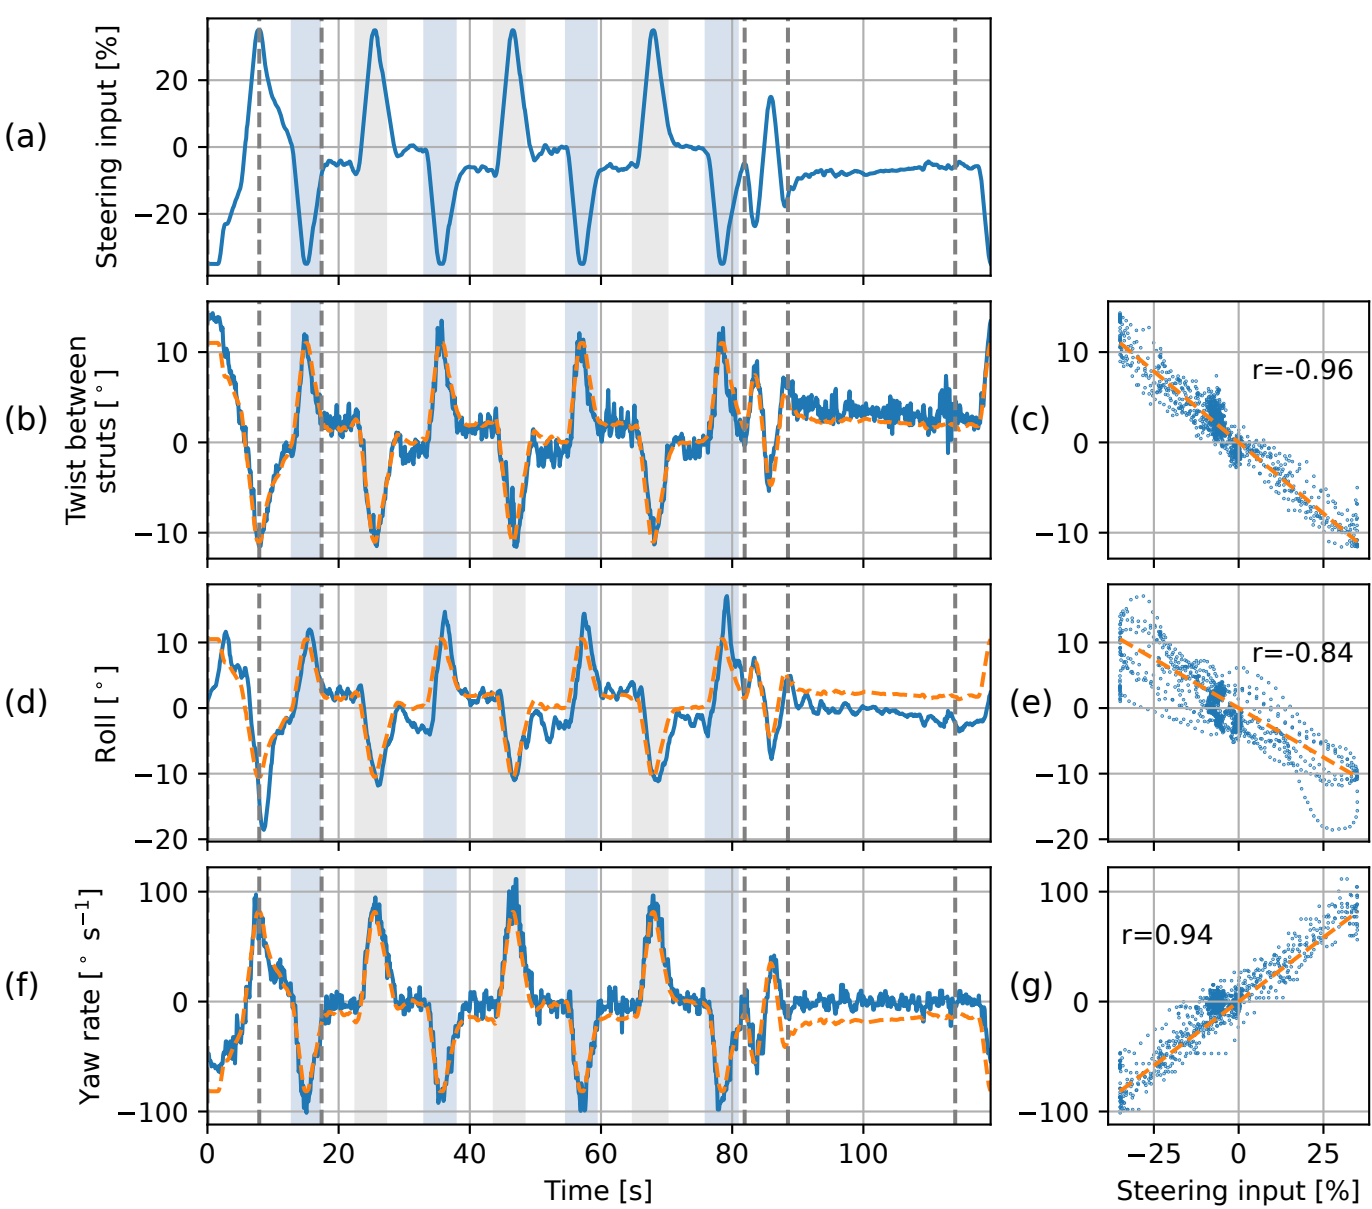 (a)
Steering input [%]
20
0
−20
(b)
Twist between
struts [°]
10
0
−10
(c)
10
0
−10
r=-0.96
(d)
Roll [°]
10
0
−10
−20
(e)
10
0
−10
−20
r=-0.84
(f)
Yaw rate [° s⁻¹]
100
0
−100
0 20 40 60 80 100
Time [s]
(g)
100
0
−100
r=0.94
−25 0 25
Steering input [%]